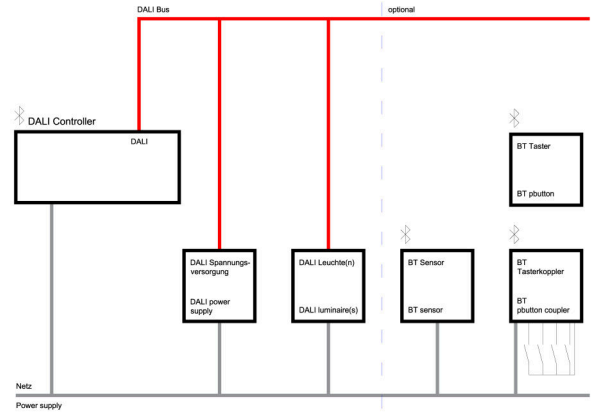 DALI Bus
optional
DALI Controller
DALI
BT Taster
BT pbutton
DALI Spannungs-
versorgung
DALI power
supply
DALI Leuchte(n)
DALI luminaire(s)
BT Sensor
BT sensor
BT
Tasterkoppler
BT
pbutton coupler
Netz
Power supply